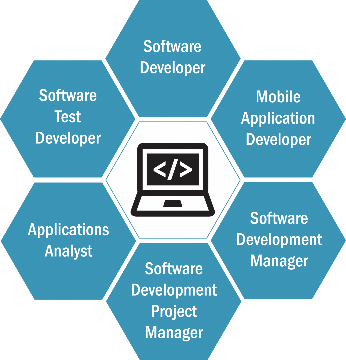 Software
Developer
Mobile
Application
Developer
Software
Development
Manager
Software
Development
Project
Manager
Applications
Analyst
Software
Test
Developer
</>